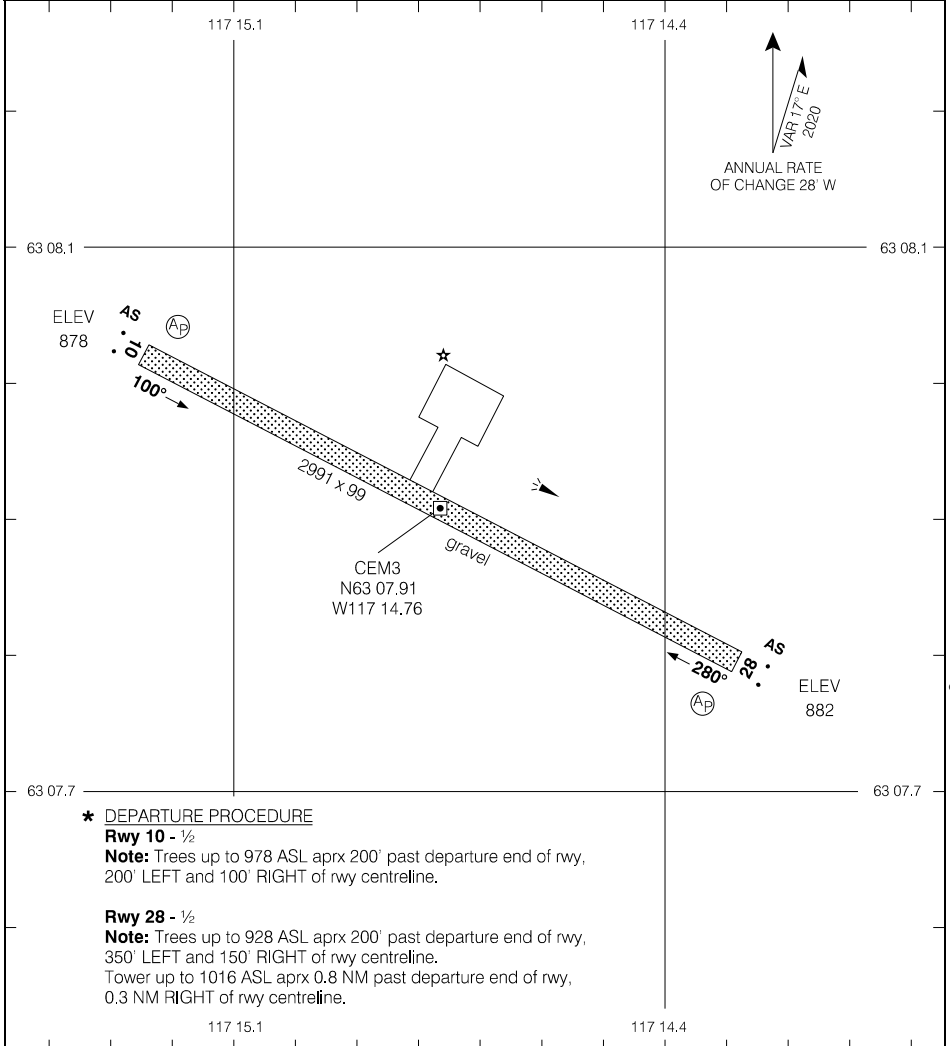 117 15.1
117 14.4
VAR 17° E
2020
ANNUAL RATE
OF CHANGE 28' W
63 08.1
63 08.1
ELEV
878
AS
AP
10
100°
2991 x 99
gravel
CEM3
N63 07.91
W117 14.76
280°
28
AS
AP
ELEV
882
63 07.7
63 07.7
* DEPARTURE PROCEDURE
Rwy 10 - ½
Note: Trees up to 978 ASL aprx 200' past departure end of rwy,
200' LEFT and 100' RIGHT of rwy centreline.
Rwy 28 - ½
Note: Trees up to 928 ASL aprx 200' past departure end of rwy,
350' LEFT and 150' RIGHT of rwy centreline.
Tower up to 1016 ASL aprx 0.8 NM past departure end of rwy,
0.3 NM RIGHT of rwy centreline.
117 15.1
117 14.4